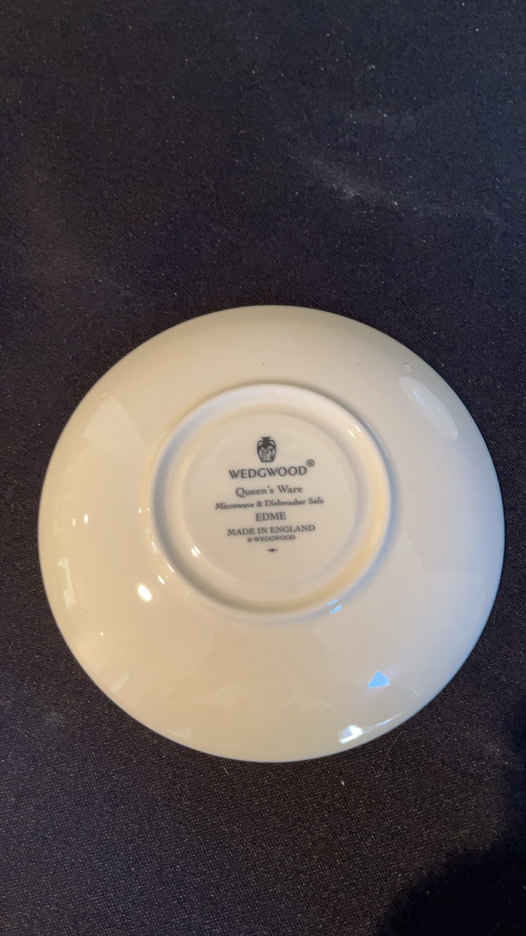 WEDGWOOD®
Queen's Ware
Microwave & Dishwasher Safe
EDME
MADE IN ENGLAND
© WEDGWOOD